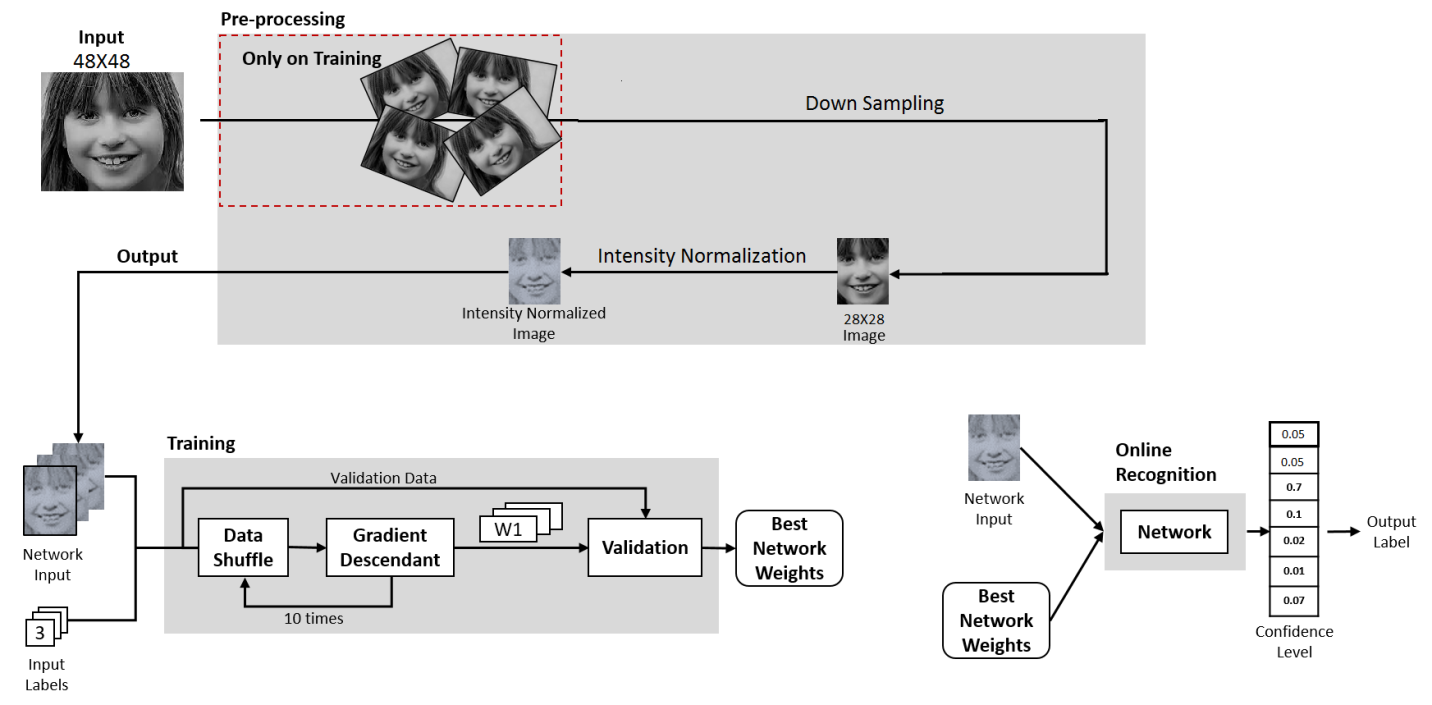 Pre-processing
Input
48X48
Only on Training
Down Sampling
Output
Intensity Normalization
Intensity Normalized
Image
28X28
Image
Training
Validation Data
W1
Data
Shuffle
Gradient
Descendant
Validation
Best
Network
Weights
10 times
Network
Input
3
Input
Labels
Network
Input
Online
Recognition
Network
Best
Network
Weights
0.05
0.05
0.7
0.1
0.02
0.01
0.07
Confidence
Level
Output
Label